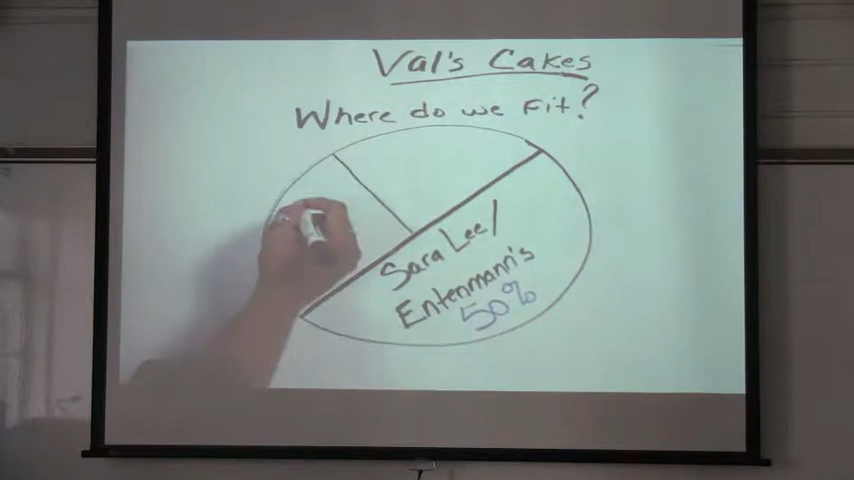 Val's Cakes
Where do we Fit?
Sara Lee/
Entenmann's
50%